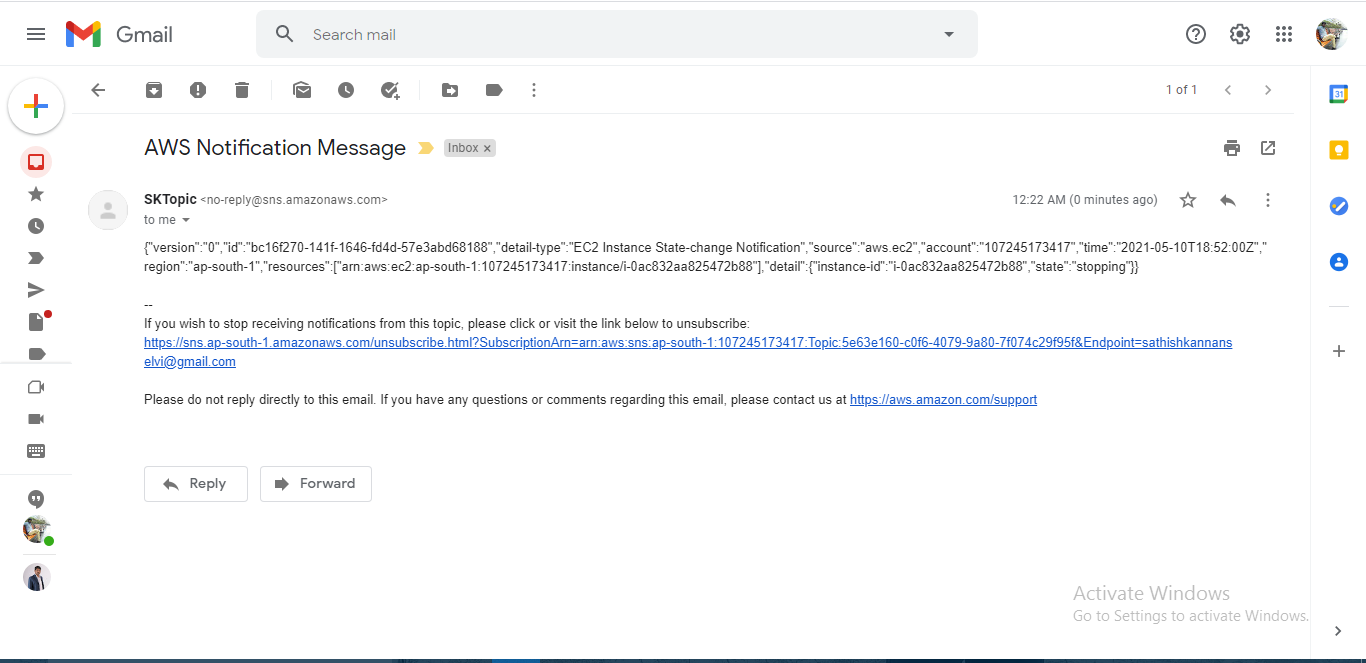 Gmail
Search mail
1 of 1
31
AWS Notification Message
Inbox ×
SKTopic <no-reply@sns.amazonaws.com>
12:22 AM (0 minutes ago)
to me
{"version":"0","id":"bc16f270-141f-1646-fd4d-57e3abd68188","detail-type":"EC2 Instance State-change Notification","source":"aws.ec2","account":"107245173417","time":"2021-05-10T18:52:00Z","
region":"ap-south-1","resources":["arn:aws:ec2:ap-south-1:107245173417:instance/i-0ac832aa825472b88"],"detail":{"instance-id":"i-0ac832aa825472b88","state":"stopping"}}
--
If you wish to stop receiving notifications from this topic, please click or visit the link below to unsubscribe:
https://sns.ap-south-1.amazonaws.com/unsubscribe.html?SubscriptionArn=arn:aws:sns:ap-south-1:107245173417:Topic:5e63e160-c0f6-4079-9a80-7f074c29f95f&Endpoint=sathishkannans
elvi@gmail.com
Please do not reply directly to this email. If you have any questions or comments regarding this email, please contact us at https://aws.amazon.com/support
Reply
Forward
Activate Windows
Go to Settings to activate Windows.